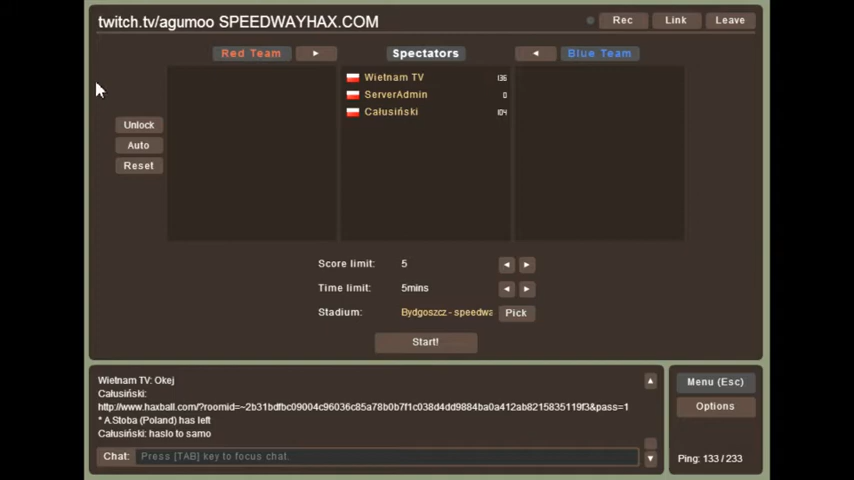 twitch.tv/agumoo SPEEDWAYHAX.COM
Rec Link Leave
Red Team Spectators Blue Team
Wietnam TV 136
ServerAdmin 0
Całusiński 104
Unlock
Auto
Reset
Score limit: 5
Time limit: 5mins
Stadium: Bydgoszcz - speedwa Pick
Start!
Wietnam TV: Okej
Całusiński:
http://www.haxball.com/?roomid=~2b31bdfbc09004c96036c85a78b0b7f1c038d4dd9884ba0a412ab8215835119f3&pass=1
* A.Stoba (Poland) has left
Całusiński: haslo to samo
Chat: Press [TAB] key to focus chat.
Menu (Esc)
Options
Ping: 133 / 233